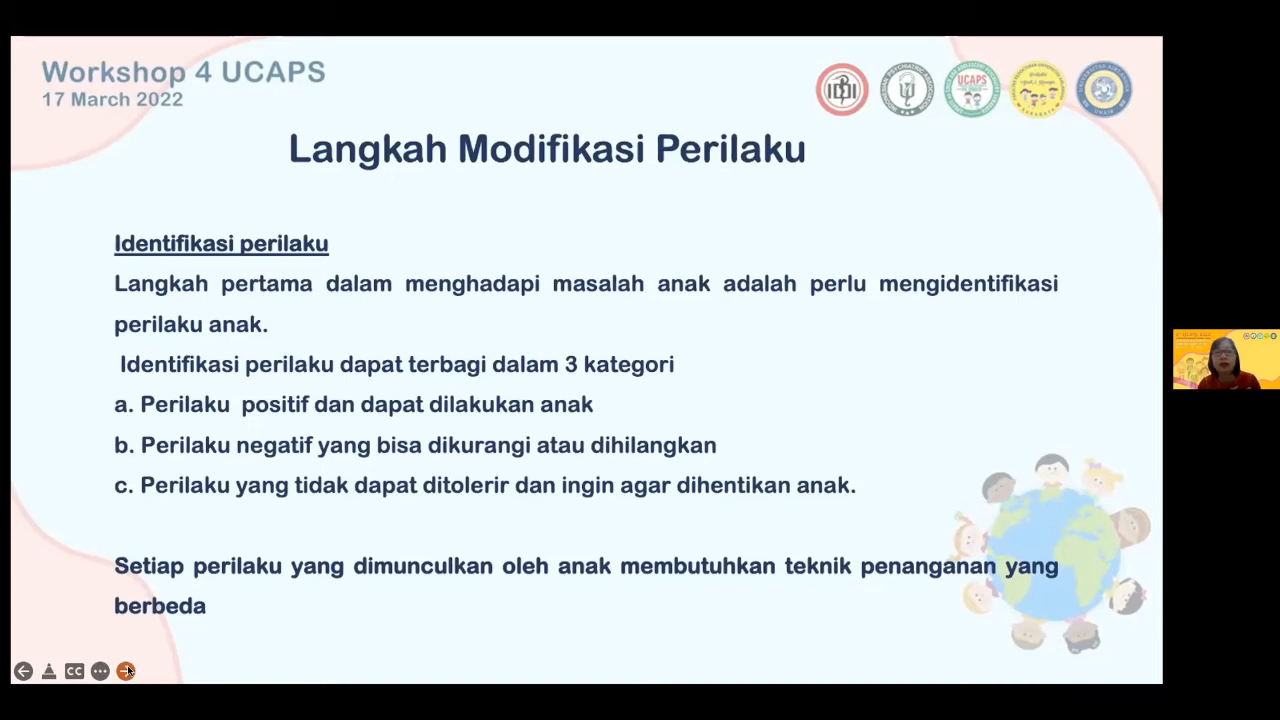 Workshop 4 UCAPS
17 March 2022
IDI
UCAPS
Langkah Modifikasi Perilaku
Identifikasi perilaku
Langkah pertama dalam menghadapi masalah anak adalah perlu mengidentifikasi
perilaku anak.
Identifikasi perilaku dapat terbagi dalam 3 kategori
a. Perilaku positif dan dapat dilakukan anak
b. Perilaku negatif yang bisa dikurangi atau dihilangkan
c. Perilaku yang tidak dapat ditolerir dan ingin agar dihentikan anak.
Setiap perilaku yang dimunculkan oleh anak membutuhkan teknik penanganan yang
berbeda
CC